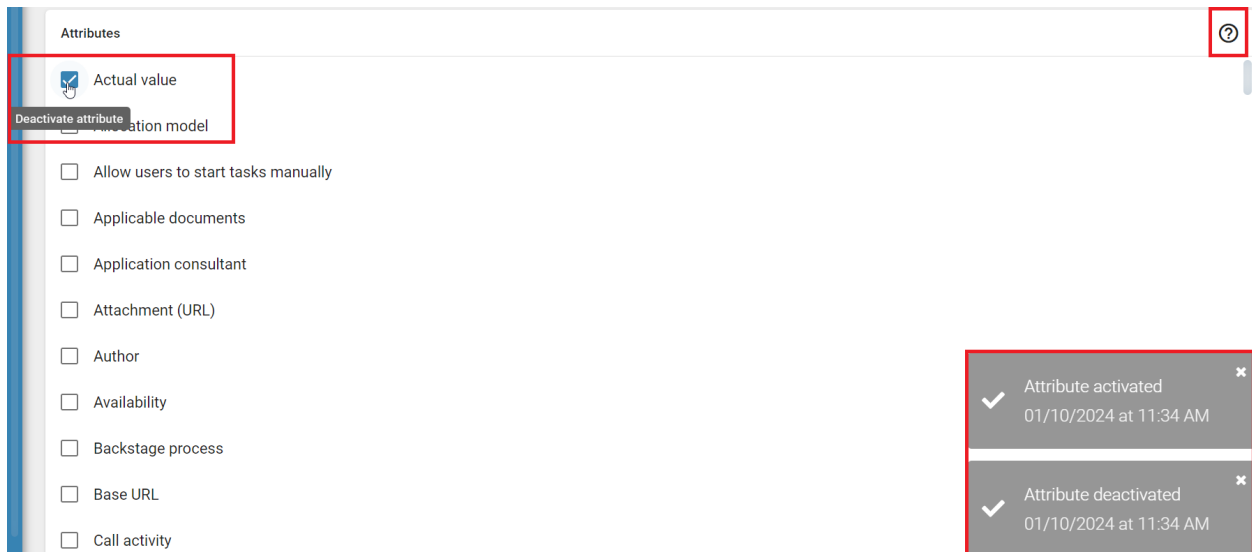 Attributes
Actual value
Deactivate attribute
Allocation model
Allow users to start tasks manually
Applicable documents
Application consultant
Attachment (URL)
Author
Availability
Backstage process
Base URL
Call activity
Attribute activated
01/10/2024 at 11:34 AM
Attribute deactivated
01/10/2024 at 11:34 AM